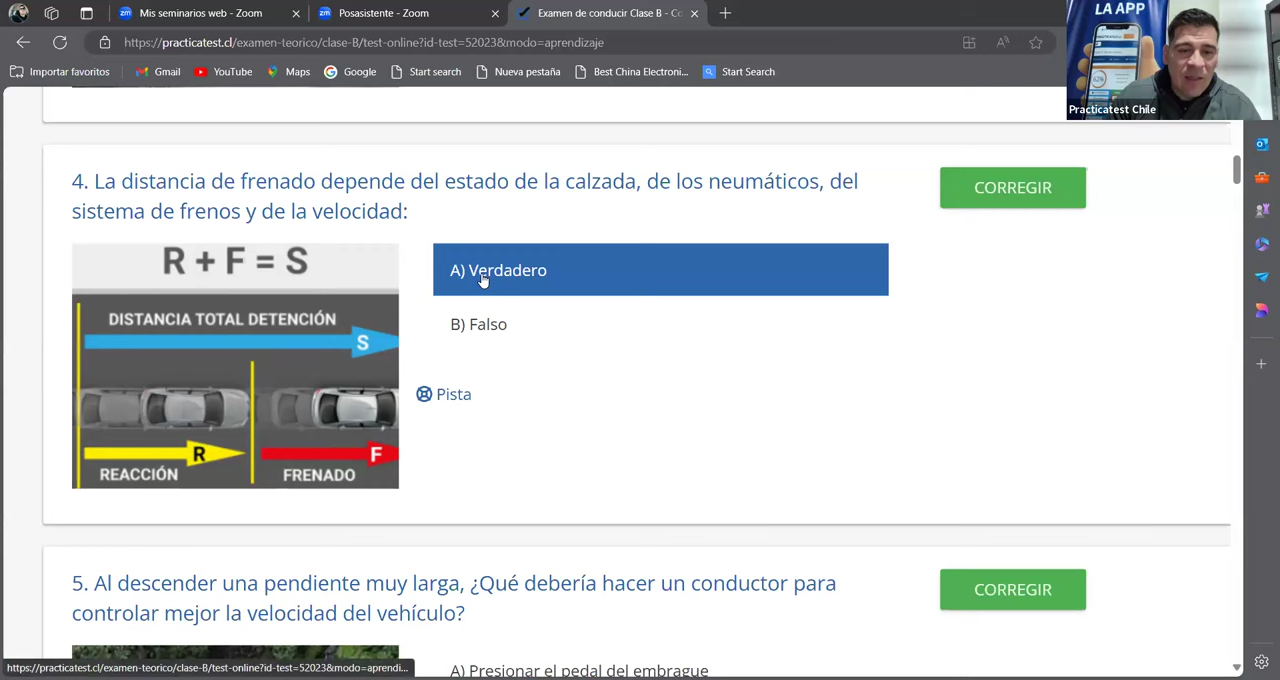 Mis seminarios web - Zoom
Posasistente - Zoom
Examen de conducir Clase B - Co
https://practicatest.cl/examen-teorico/clase-B/test-online?id-test=52023&modo=aprendizaje
Importar favoritos
Gmail
YouTube
Maps
Google
Start search
Nueva pestaña
Best China Electroni...
Start Search
LA APP
Practicatest Chile
4. La distancia de frenado depende del estado de la calzada, de los neumáticos, del
sistema de frenos y de la velocidad:
CORREGIR
R + F = S
DISTANCIA TOTAL DETENCIÓN
S
R
F
REACCIÓN
FRENADO
A) Verdadero
B) Falso
Pista
5. Al descender una pendiente muy larga, ¿Qué debería hacer un conductor para
controlar mejor la velocidad del vehículo?
CORREGIR
A) Presionar el pedal del embrague
https://practicatest.cl/examen-teorico/clase-B/test-online?id-test=52023&modo=aprendi...